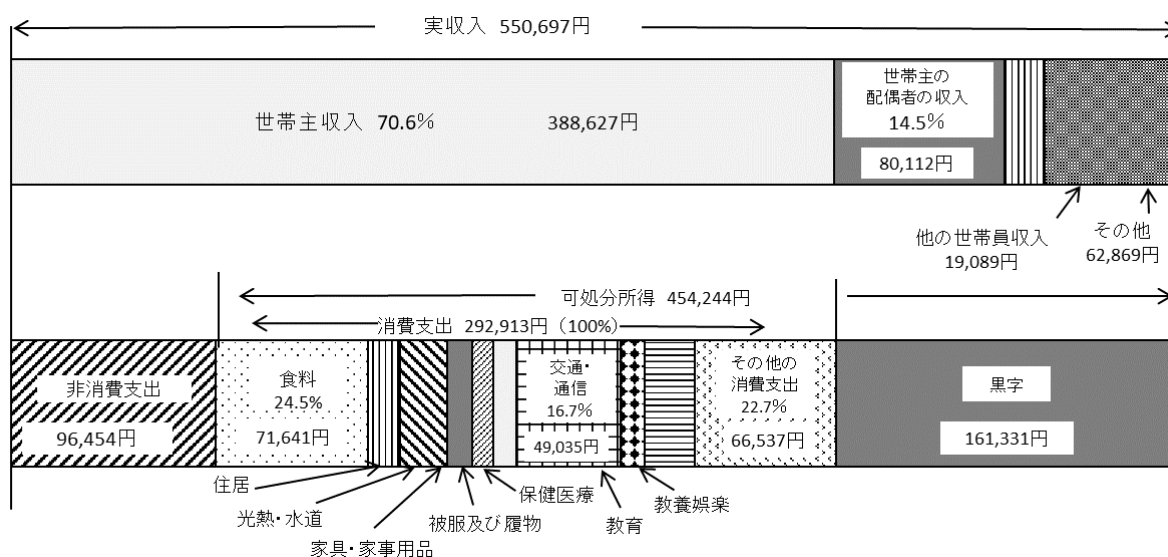 実収入 550,697円
世帯主収入 70.6%
388,627円
世帯主の
配偶者の収入
14.5%
80,112円
他の世帯員収入
19,089円
その他
62,869円
可処分所得 454,244円
消費支出 292,913円（100%）
非消費支出
96,454円
食料
24.5%
71,641円
交通・
通信
16.7%
49,035円
その他の
消費支出
22.7%
66,537円
黒字
161,331円
住居
光熱・水道
家具・家事用品
被服及び履物
保健医療
教育
教養娯楽